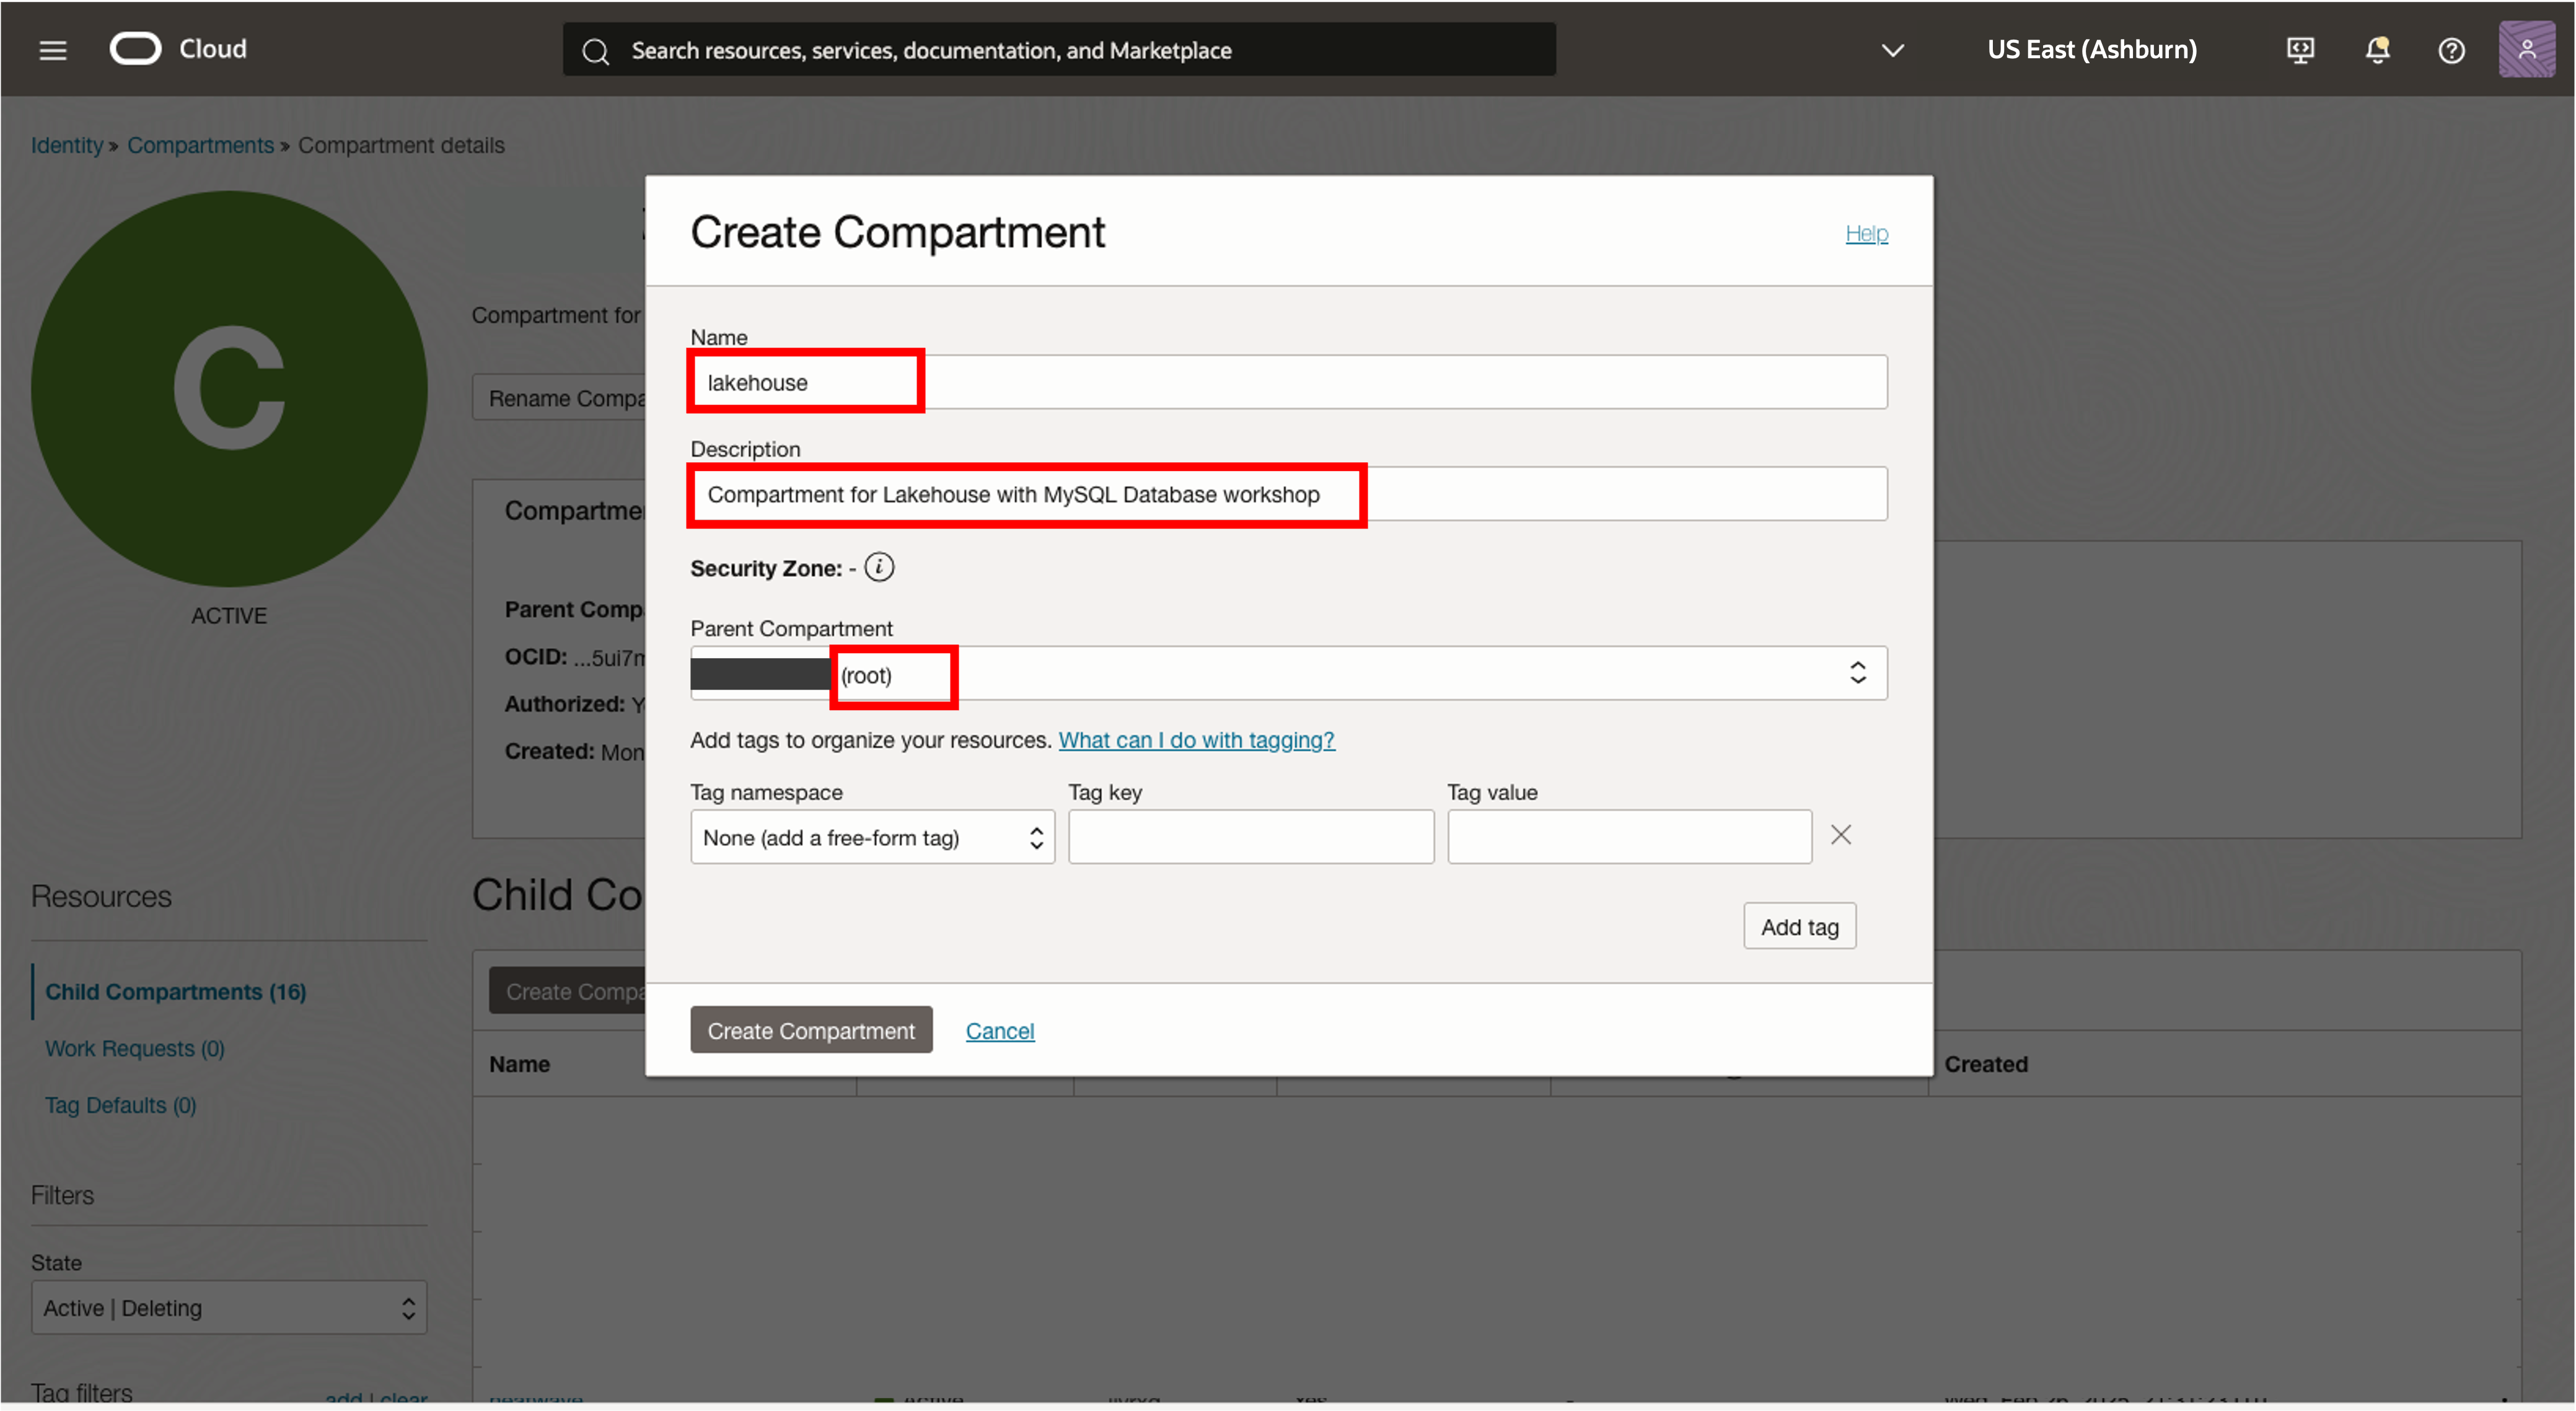 Cloud
Search resources, services, documentation, and Marketplace
US East (Ashburn)
Identity » Compartments » Compartment details
C
ACTIVE
Compartment for
Create Compartment
Help
Name
lakehouse
Description
Compartment for Lakehouse with MySQL Database workshop
Security Zone: - i
Parent Compartment
(root)
Add tags to organize your resources. What can I do with tagging?
Tag namespace
Tag key
Tag value
None (add a free-form tag)
Add tag
Create Compartment
Cancel
Rename Compa
Parent Comp
OCID: ...5ui7
Authorized:
Created: Mon
Resources
Child Compartments (16)
Work Requests (0)
Tag Defaults (0)
Filters
State
Active | Deleting
Tag filters
add | clear
Child Co
Create Compa
Name
Created
heatwave
Active
Yes